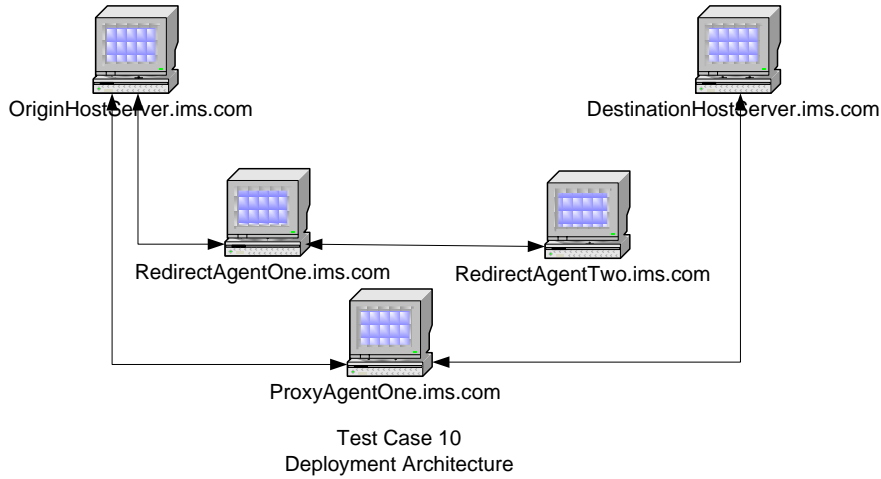 OriginHostServer.ims.com
DestinationHostServer.ims.com
RedirectAgentOne.ims.com
RedirectAgentTwo.ims.com
ProxyAgentOne.ims.com
Test Case 10
Deployment Architecture